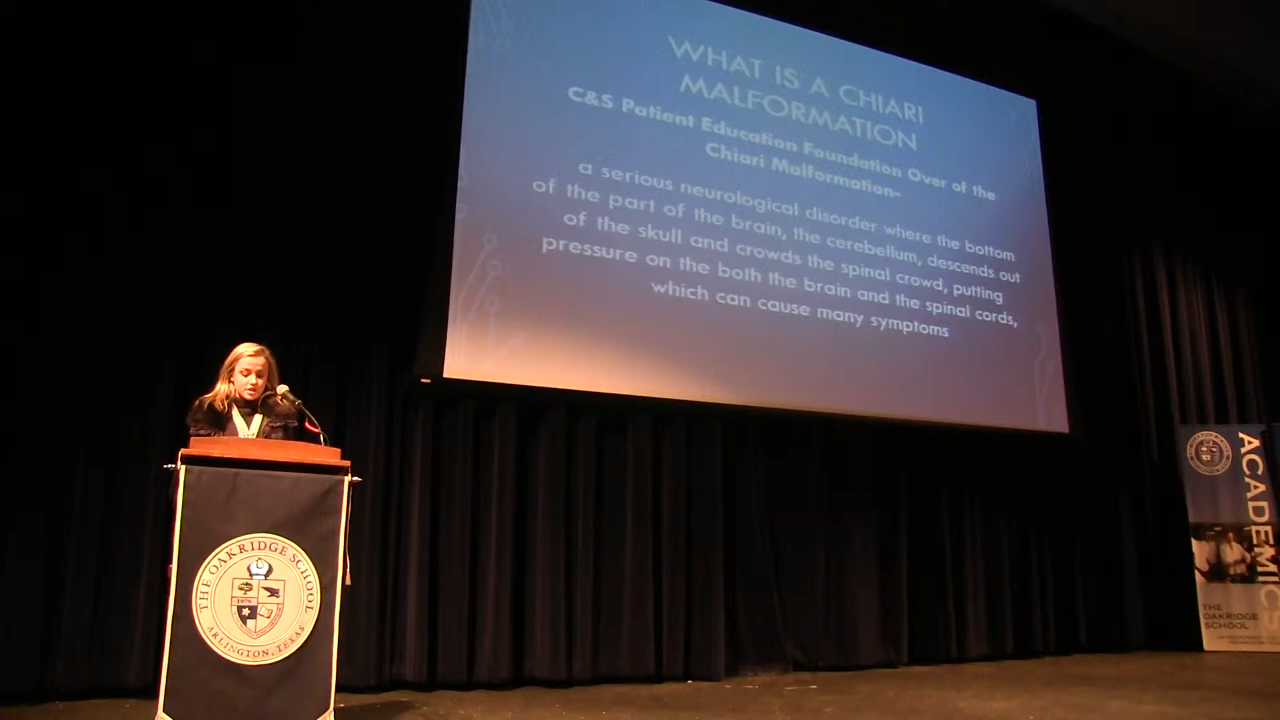 WHAT IS A CHIARI
MALFORMATION
C&S Patient Education Foundation Over of the
Chiari Malformation-
a serious neurological disorder where the bottom
of the part of the brain, the cerebellum, descends out
of the skull and crowds the spinal crowd, putting
pressure on the both the brain and the spinal cords,
which can cause many symptoms
THE OAKRIDGE SCHOOL
1979
ARLINGTON, TEXAS
ACADEMICS
THE
OAKRIDGE
SCHOOL